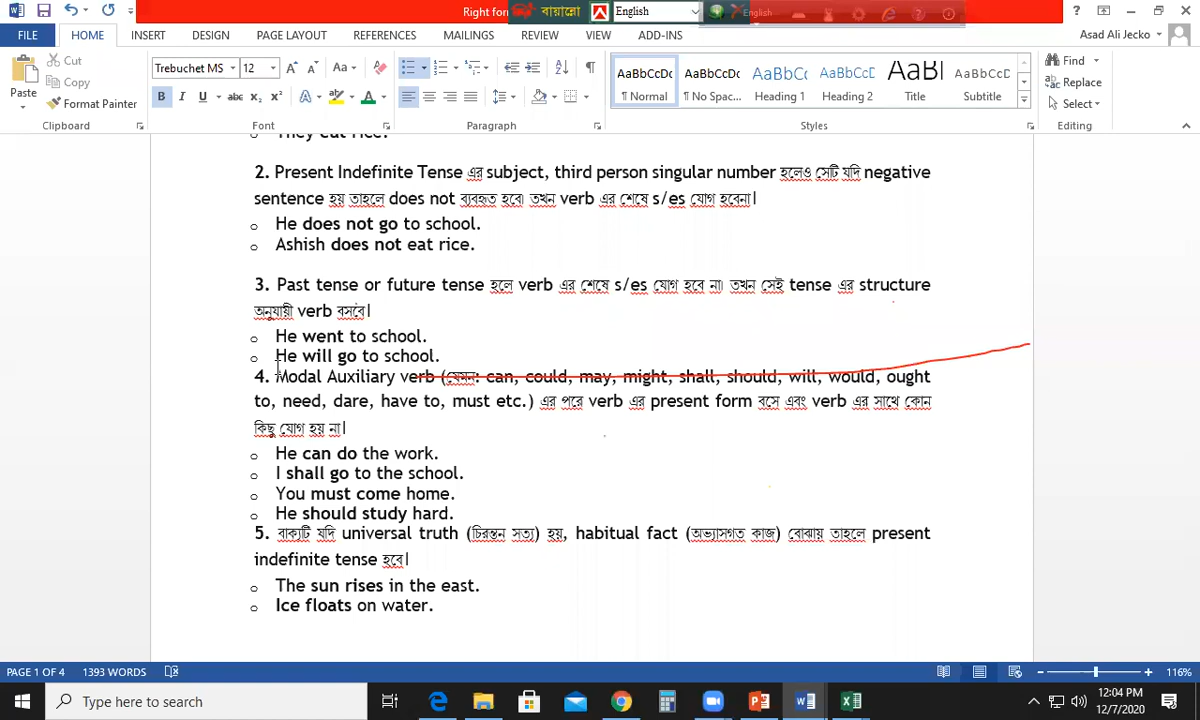 Right for
বায়ান্নো
English
English
FILE HOME INSERT DESIGN PAGE LAYOUT REFERENCES MAILINGS REVIEW VIEW ADD-INS
Asad Ali Jecko
Paste
Cut
Copy
Format Painter
Clipboard
Trebuchet MS 12
Font
Paragraph
AaBbCcDc AaBbCcDc AaBbCc AaBbCcD AaBl AaBbCcD
¶ Normal ¶ No Spac... Heading 1 Heading 2 Title Subtitle
Styles
Find
Replace
Select
Editing
They eat rice.
2. Present Indefinite Tense এর subject, third person singular number হলেও সেটি যদি negative
sentence হয় তাহলে does not ব্যবহৃত হবে। তখন verb এর শেষে s/es যোগ হবেনা।
He does not go to school.
Ashish does not eat rice.
3. Past tense or future tense হলে verb এর শেষে s/es যোগ হবে না। তখন সেই tense এর structure
অনুযায়ী verb বসবে।
He went to school.
He will go to school.
4. Modal Auxiliary verb (যেমন: can, could, may, might, shall, should, will, would, ought
to, need, dare, have to, must etc.) এর পরে verb এর present form বসে এবং verb এর সাথে কোন
কিছু যোগ হয় না।
He can do the work.
I shall go to the school.
You must come home.
He should study hard.
5. বাক্যটি যদি universal truth (চিরন্তন সত্য) হয়, habitual fact (অভ্যাসগত কাজ) বোঝায় তাহলে present
indefinite tense হবে।
The sun rises in the east.
Ice floats on water.
PAGE 1 OF 4 1393 WORDS
116%
Type here to search
12:04 PM
12/7/2020